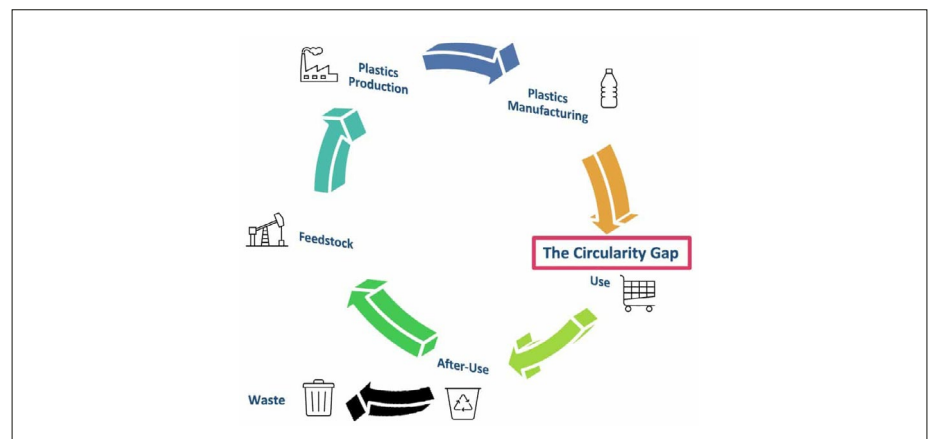 Plastics
Production
Plastics
Manufacturing
The Circularity Gap
Use
After-Use
Waste
Feedstock